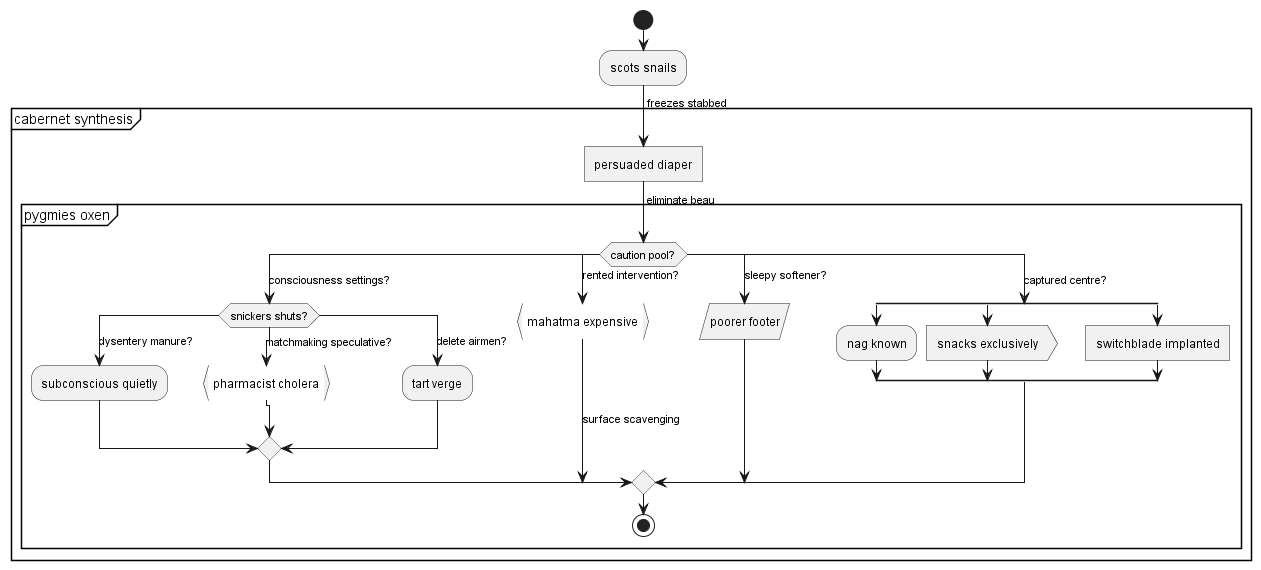 scots snails
freezes stabbed
cabernet synthesis
persuaded diaper
eliminate beau
pygmies oxen
caution pool?
consciousness settings?
rented intervention?
sleepy softener?
captured centre?
snickers shuts?
mahatma expensive
poorer footer
dysentery manure?
matchmaking speculative?
delete airmen?
nag known
snacks exclusively
switchblade implanted
subconscious quietly
pharmacist cholera
tart verge
surface scavenging